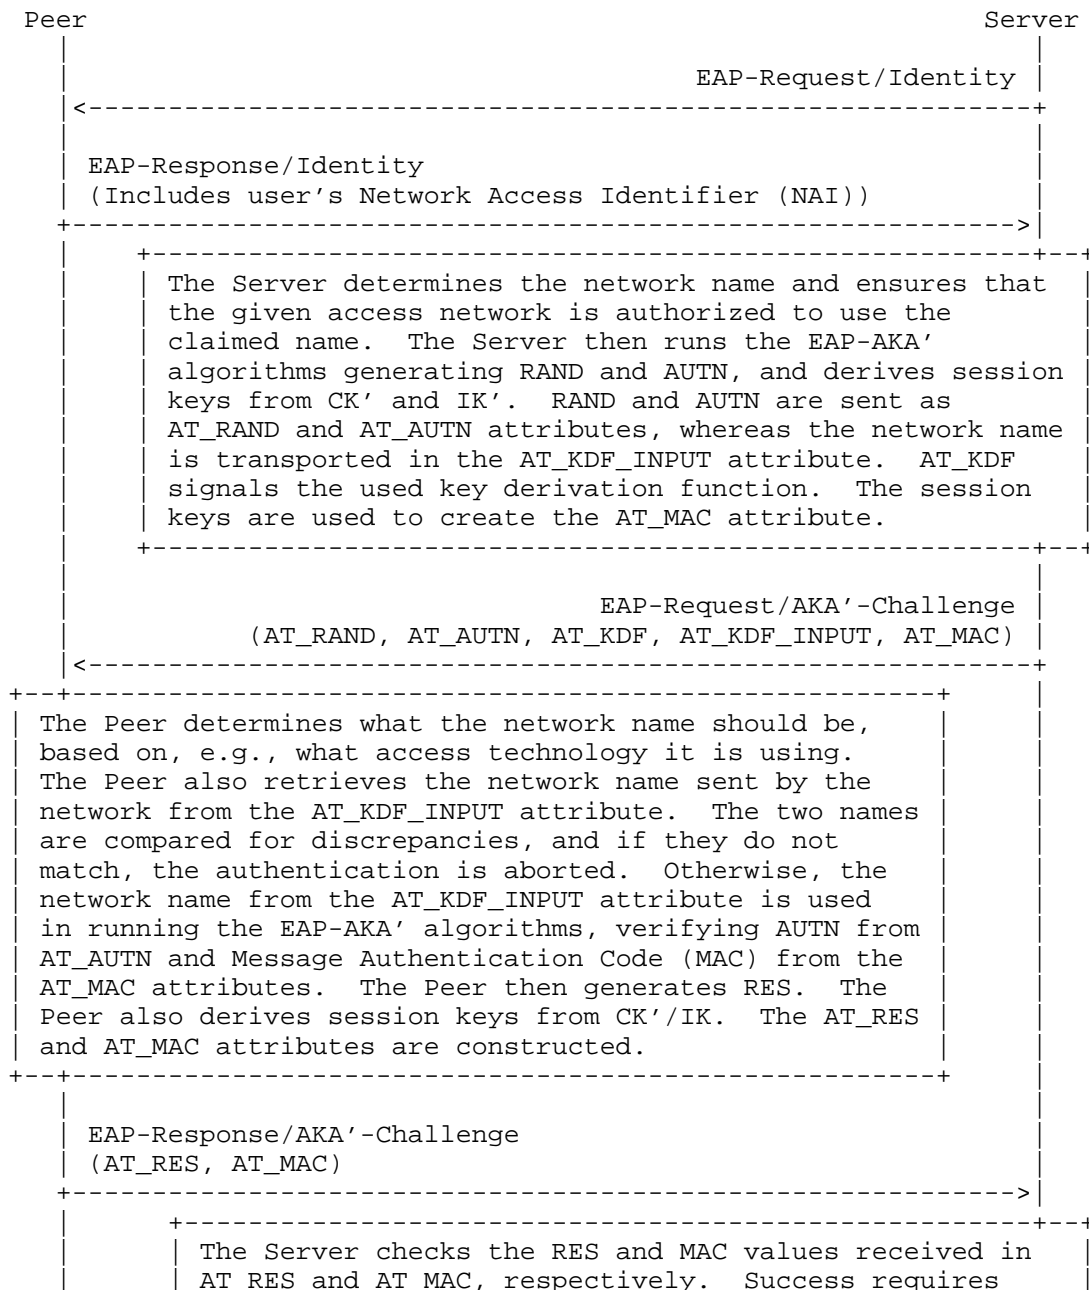 Peer Server
EAP-Request/Identity
EAP-Response/Identity
(Includes user's Network Access Identifier (NAI))
The Server determines the network name and ensures that
the given access network is authorized to use the
claimed name.  The Server then runs the EAP-AKA'
algorithms generating RAND and AUTN, and derives session
keys from CK' and IK'.  RAND and AUTN are sent as
AT_RAND and AT_AUTN attributes, whereas the network name
is transported in the AT_KDF_INPUT attribute.  AT_KDF
signals the used key derivation function.  The session
keys are used to create the AT_MAC attribute.
EAP-Request/AKA'-Challenge
(AT_RAND, AT_AUTN, AT_KDF, AT_KDF_INPUT, AT_MAC)
The Peer determines what the network name should be,
based on, e.g., what access technology it is using.
The Peer also retrieves the network name sent by the
network from the AT_KDF_INPUT attribute.  The two names
are compared for discrepancies, and if they do not
match, the authentication is aborted.  Otherwise, the
network name from the AT_KDF_INPUT attribute is used
in running the EAP-AKA' algorithms, verifying AUTN from
AT_AUTN and Message Authentication Code (MAC) from the
AT_MAC attributes.  The Peer then generates RES.  The
Peer also derives session keys from CK'/IK.  The AT_RES
and AT_MAC attributes are constructed.
EAP-Response/AKA'-Challenge
(AT_RES, AT_MAC)
The Server checks the RES and MAC values received in
AT_RES and AT_MAC, respectively.  Success requires